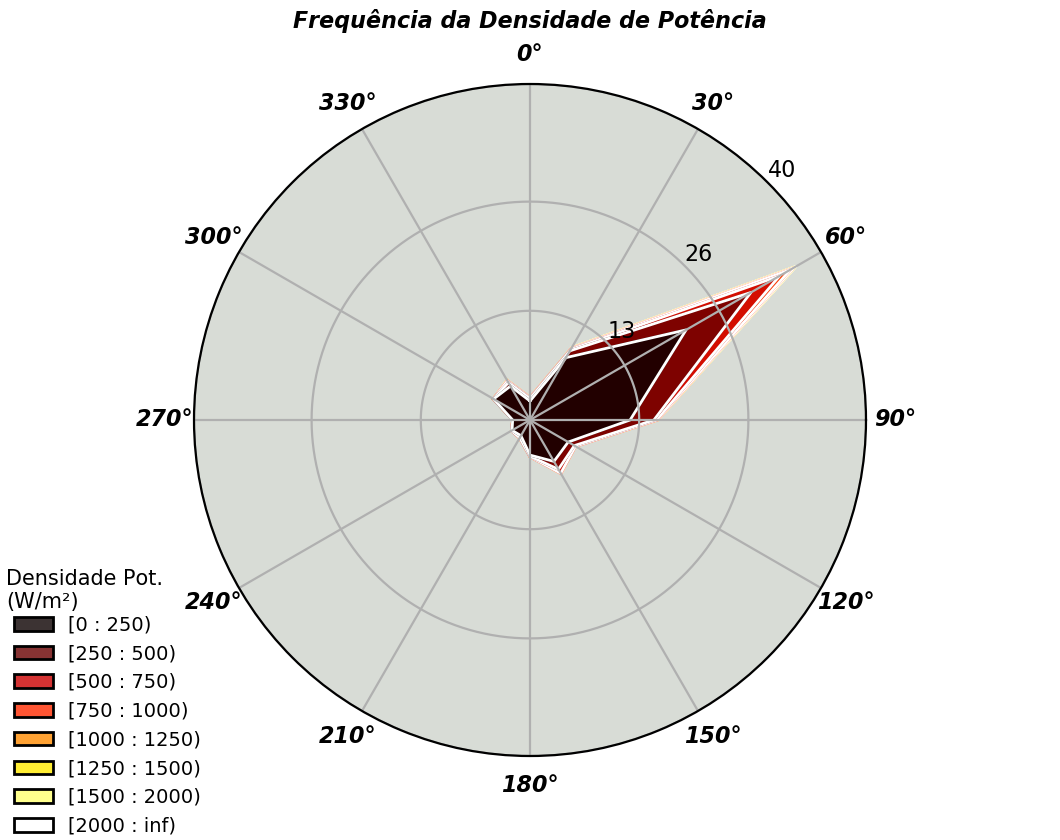 Frequência da Densidade de Potência
0°
330°
30°
40
300°
60°
26
13
270°
90°
Densidade Pot.
(W/m²)
240°
120°
[0 : 250)
[250 : 500)
[500 : 750)
[750 : 1000)
210°
150°
[1000 : 1250)
[1250 : 1500)
180°
[1500 : 2000)
[2000 : inf)